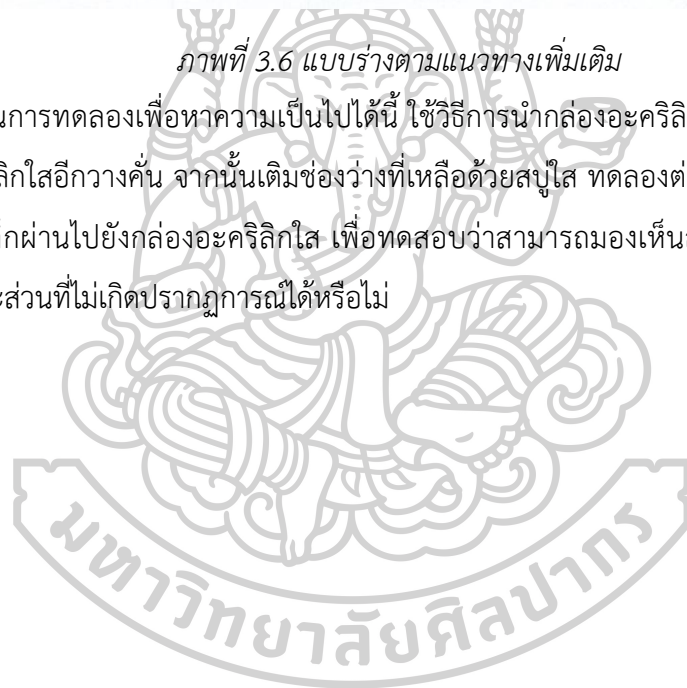 ภาพที่ 3.6 แบบร่างตามแนวทางเพิ่มเติม
นการทดลองเพื่อหาความเป็นไปได้นี้ ใช้วิธีการนำกล่องอะคริลิ
ลิกใสอีกวางคั่น จากนั้นเติมช่องว่างที่เหลือด้วยสบู่ใส ทดลองต่
ผ่านไปยังกล่องอะคริลิกใส เพื่อทดสอบว่าสามารถมองเห็น
ส่วนที่ไม่เกิดปรากฏการณ์ได้หรือไม่
มหาวิทยาลัยศิลปากร